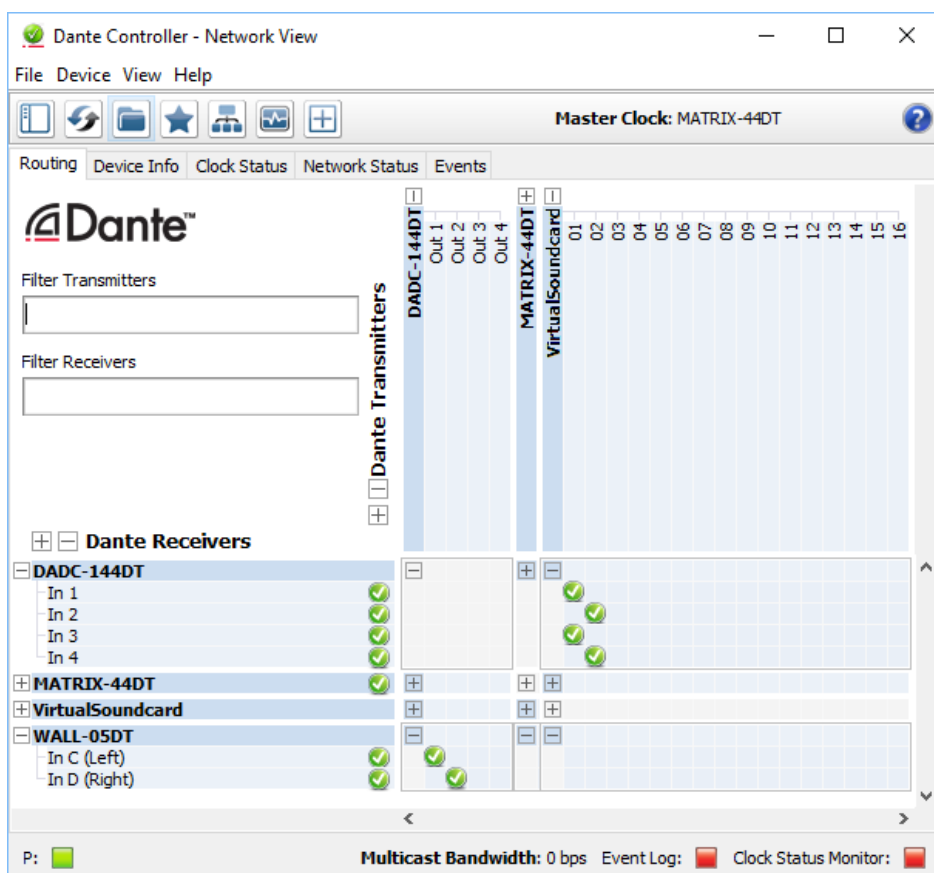 Dante Controller - Network View
File Device View Help
Master Clock: MATRIX-44DT
Routing Device Info Clock Status Network Status Events
Dante™
Filter Transmitters
Filter Receivers
Dante Transmitters
DADC-144DT
Out 1
Out 2
Out 3
Out 4
MATRIX-44DT
VirtualSoundcard
01
02
03
04
05
06
07
08
09
10
11
12
13
14
15
16
Dante Receivers
DADC-144DT
In 1
In 2
In 3
In 4
MATRIX-44DT
VirtualSoundcard
WALL-05DT
In C (Left)
In D (Right)
P: Multicast Bandwidth: 0 bps Event Log: Clock Status Monitor: